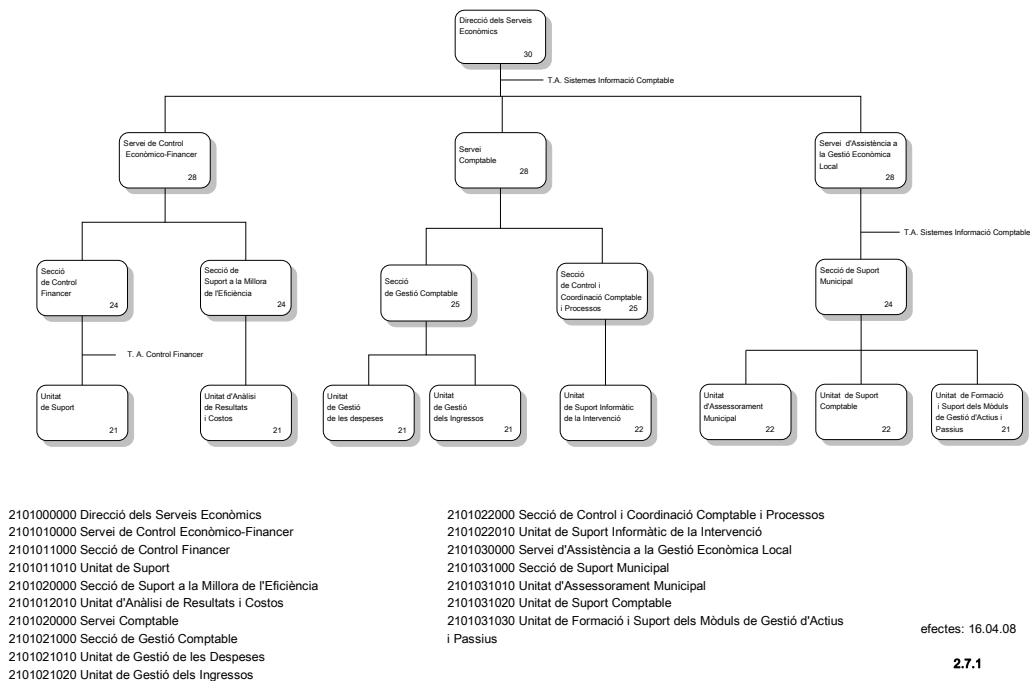 Direcció dels Serveis
Econòmics
30
T.A. Sistemes Informació Comptable
Servei de Control
Econòmico-Financer
28
Servei
Comptable
28
Servei d'Assistència a
la Gestió Econòmica
Local
28
T.A. Sistemes Informació Comptable
Secció
de Control
Financer
24
Secció de
Suport a la Millora
de l'Eficiència
24
Secció
de Gestió Comptable
25
Secció
de Control i
Coordinació Comptable
i Processos 25
Secció de Suport
Municipal
24
T. A. Control Financer
Unitat
de Suport
21
Unitat d'Anàlisi
de Resultats
i Costos
21
Unitat
de Gestió
de les despeses
21
Unitat
de Gestió
dels Ingressos
21
Unitat
de Suport Informàtic
de la Intervenció
22
Unitat
d'Assessorament
Municipal
22
Unitat de Suport
Comptable
22
Unitat de Formació
i Suport dels Mòduls
de Gestió d'Actius i
Passius 21
2101000000 Direcció dels Serveis Econòmics
2101010000 Servei de Control Econòmico-Financer
2101011000 Secció de Control Financer
2101011010 Unitat de Suport
2101020000 Secció de Suport a la Millora de l'Eficiència
2101012010 Unitat d'Anàlisi de Resultats i Costos
2101020000 Servei Comptable
2101021000 Secció de Gestió Comptable
2101021010 Unitat de Gestió de les Despeses
2101021020 Unitat de Gestió dels Ingressos
2101022000 Secció de Control i Coordinació Comptable i Processos
2101022010 Unitat de Suport Informàtic de la Intervenció
2101030000 Servei d'Assistència a la Gestió Econòmica Local
2101031000 Secció de Suport Municipal
2101031010 Unitat d'Assessorament Municipal
2101031020 Unitat de Suport Comptable
2101031030 Unitat de Formació i Suport dels Mòduls de Gestió d'Actius
i Passius
efectes: 16.04.08
2.7.1